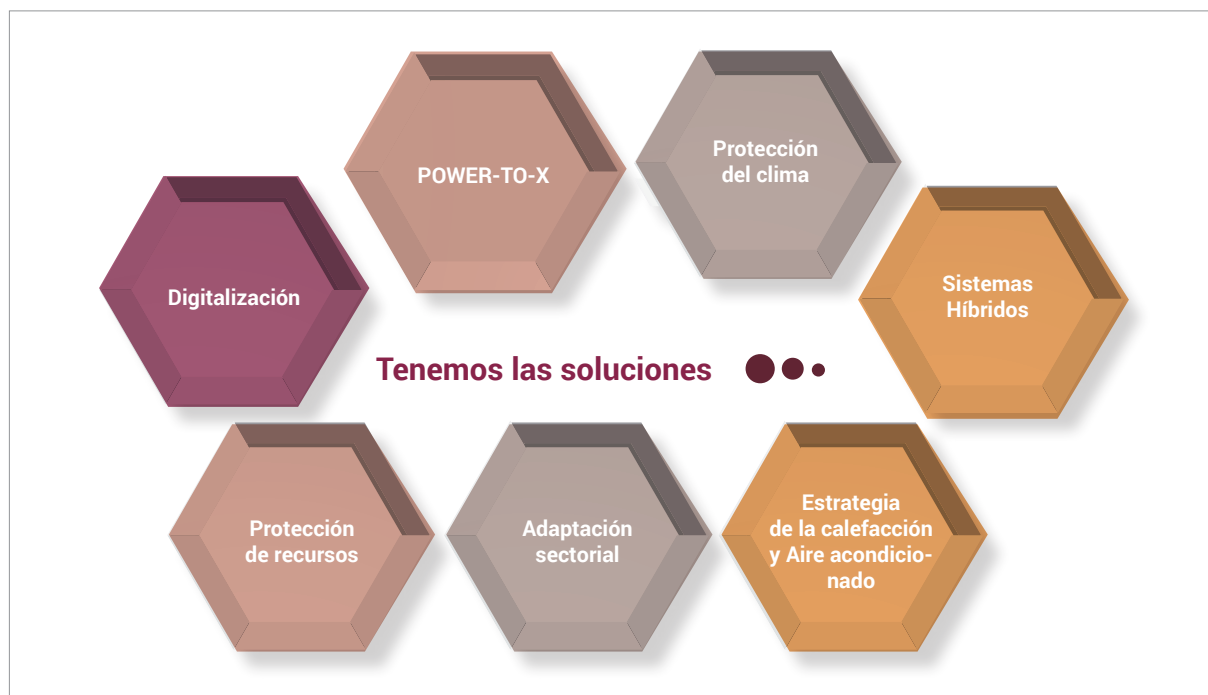 POWER-TO-X
Protección
del clima
Digitalización
Sistemas
Híbridos
Tenemos las soluciones
Protección
de recursos
Adaptación
sectorial
Estrategia
de la calefacción
y Aire acondicio-
nado